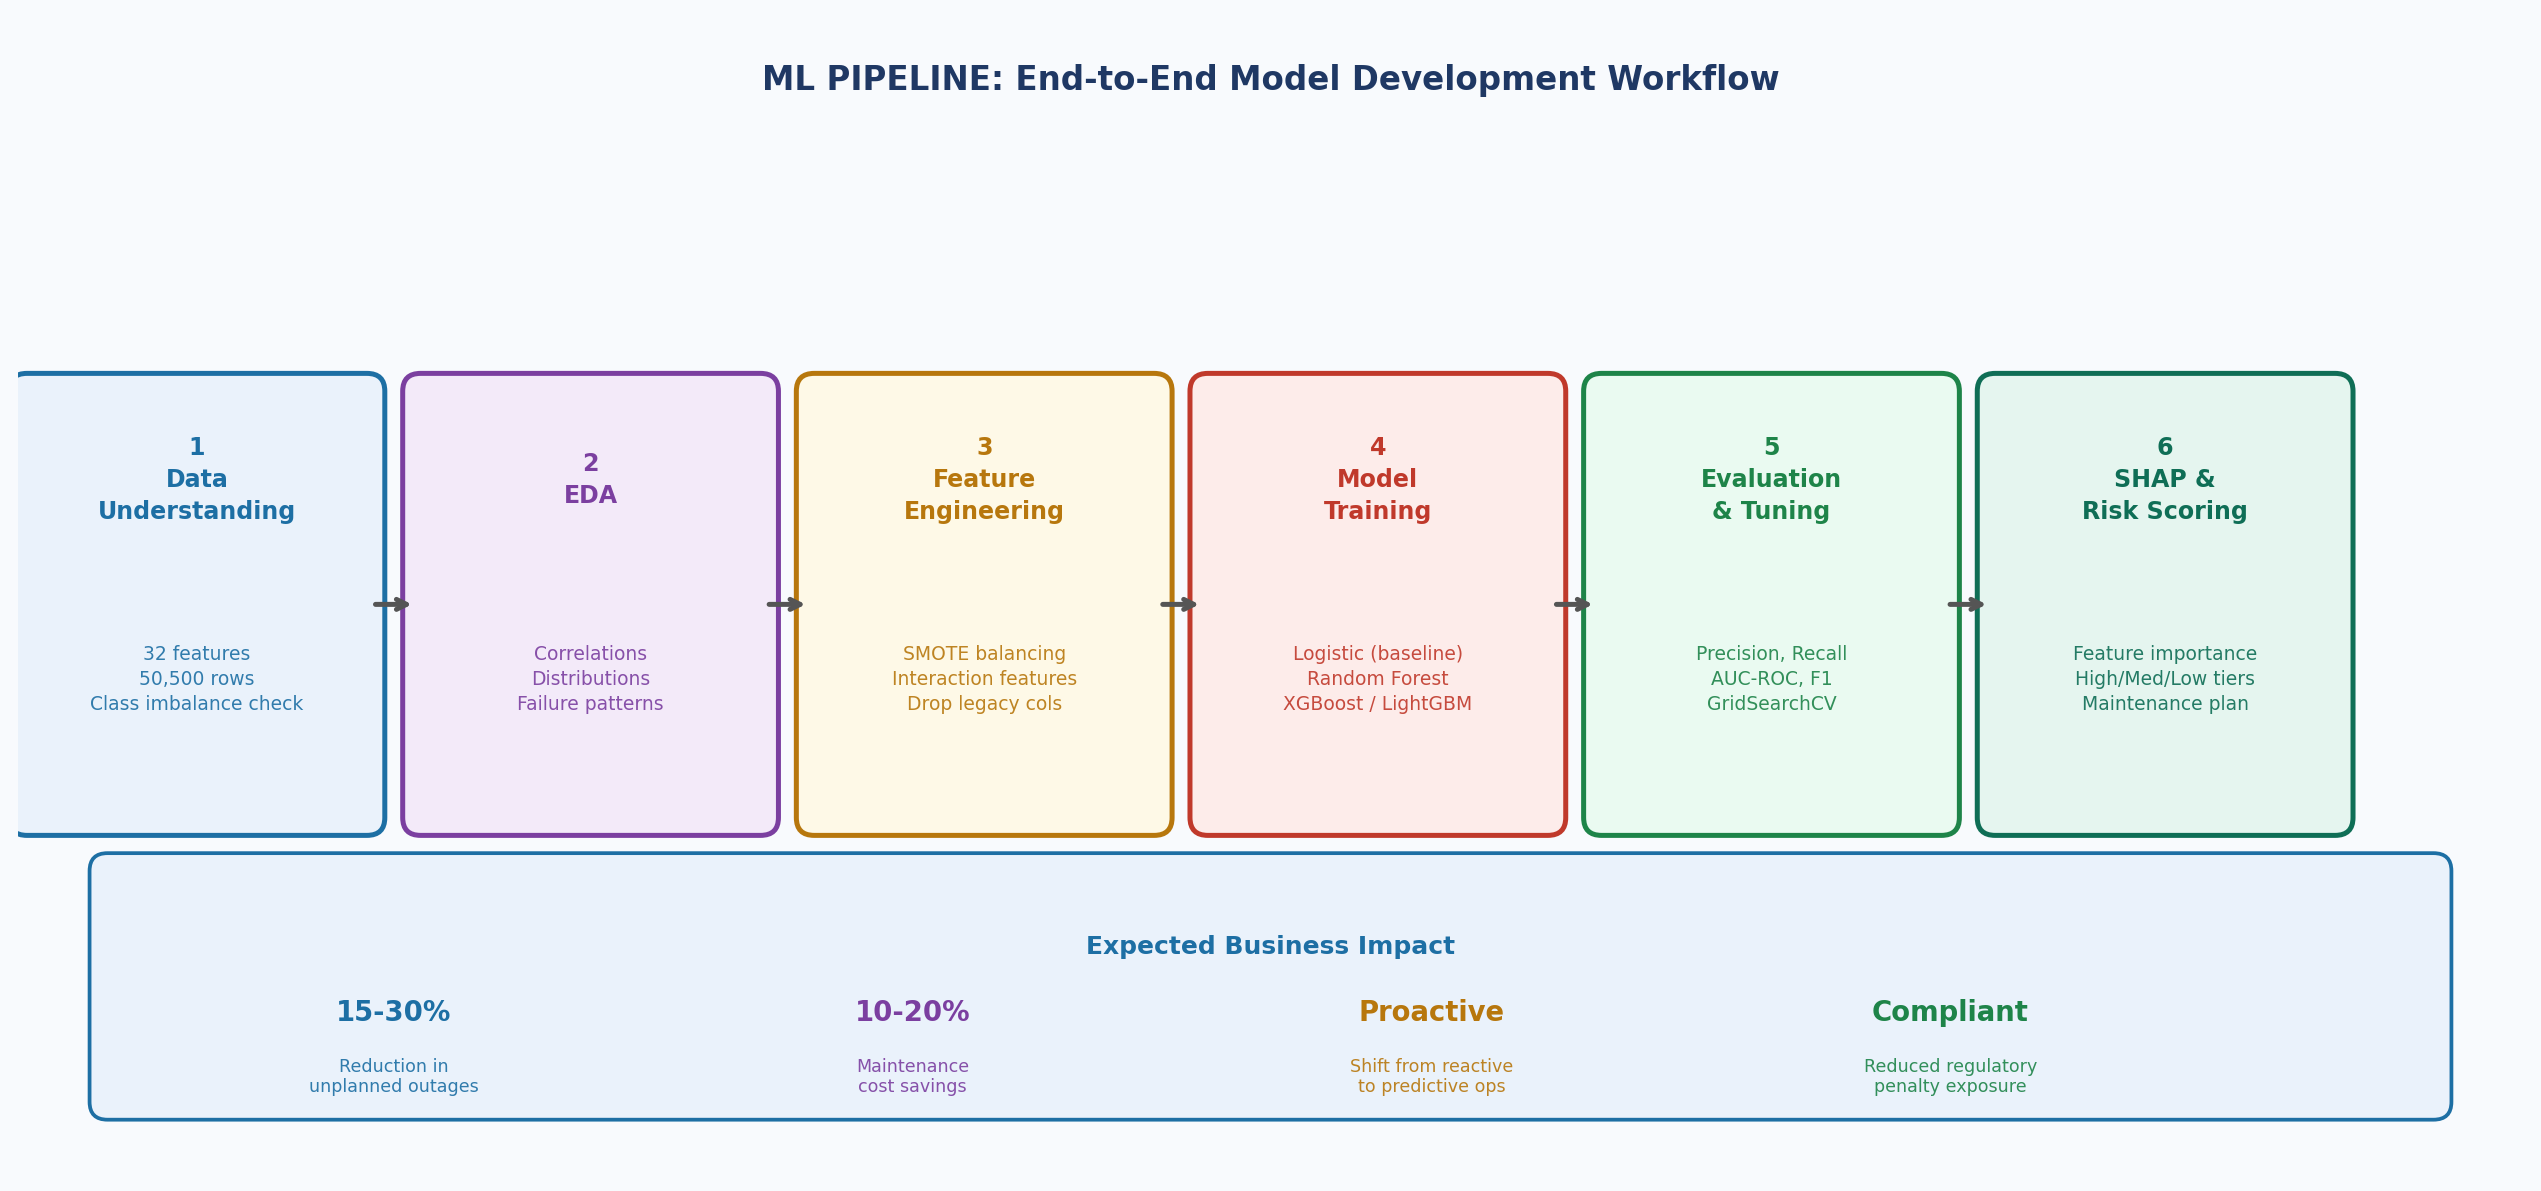 ML PIPELINE: End-to-End Model Development Workflow
1
Data
Understanding
32 features
50,500 rows
Class imbalance check
2
EDA
Correlations
Distributions
Failure patterns
3
Feature
Engineering
SMOTE balancing
Interaction features
Drop legacy cols
4
Model
Training
Logistic (baseline)
Random Forest
XGBoost / LightGBM
5
Evaluation
& Tuning
Precision, Recall
AUC-ROC, F1
GridSearchCV
6
SHAP &
Risk Scoring
Feature importance
High/Med/Low tiers
Maintenance plan
Expected Business Impact
15-30%
Reduction in
unplanned outages
10-20%
Maintenance
cost savings
Proactive
Shift from reactive
to predictive ops
Compliant
Reduced regulatory
penalty exposure